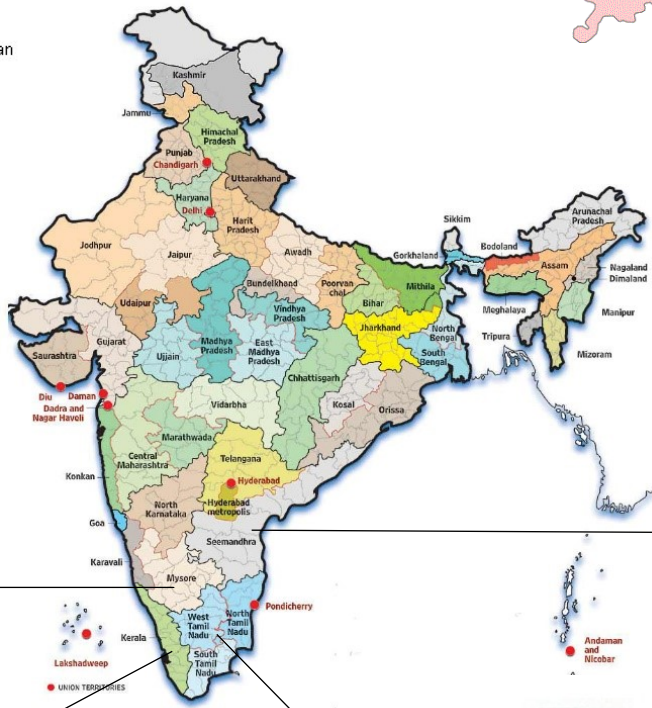 an
Kashmir
Jammu
Himachal
Pradesh
Punjab
Chandigarh
Uttarakhand
Haryana
Delhi
Harit
Pradesh
Jodhpur
Jaipur
Awadh
Sikkim
Arunachal
Pradesh
Gorkhaland
Bodoland
Assam
Nagaland
Dimaland
Udaipur
Bundelkhand
Poorvan
chal
Mithila
Bihar
Meghalaya
Manipur
Gujarat
Saurashtra
Ujjain
Madhya
Pradesh
Vindhya
Pradesh
East
Madhya
Pradesh
Jharkhand
North
Bengal
South
Bengal
Tripura
Mizoram
Diu
Daman
Dadra and
Nagar Havoli
Vidarbha
Chhattisgarh
Kosal
Orissa
Marathwada
Central
Maharashtra
Telangana
Konkan
Hyderabad
Hyderabad
metropolis
North
Karnataka
Goa
Seemandhra
Karavali
Mysore
Pondicherry
West
Tamil
Nadu
North
Tamil
Nadu
Kerala
South
Tamil
Nadu
Lakshadweep
Andaman
and
Nicobar
UNION TERRITORIES